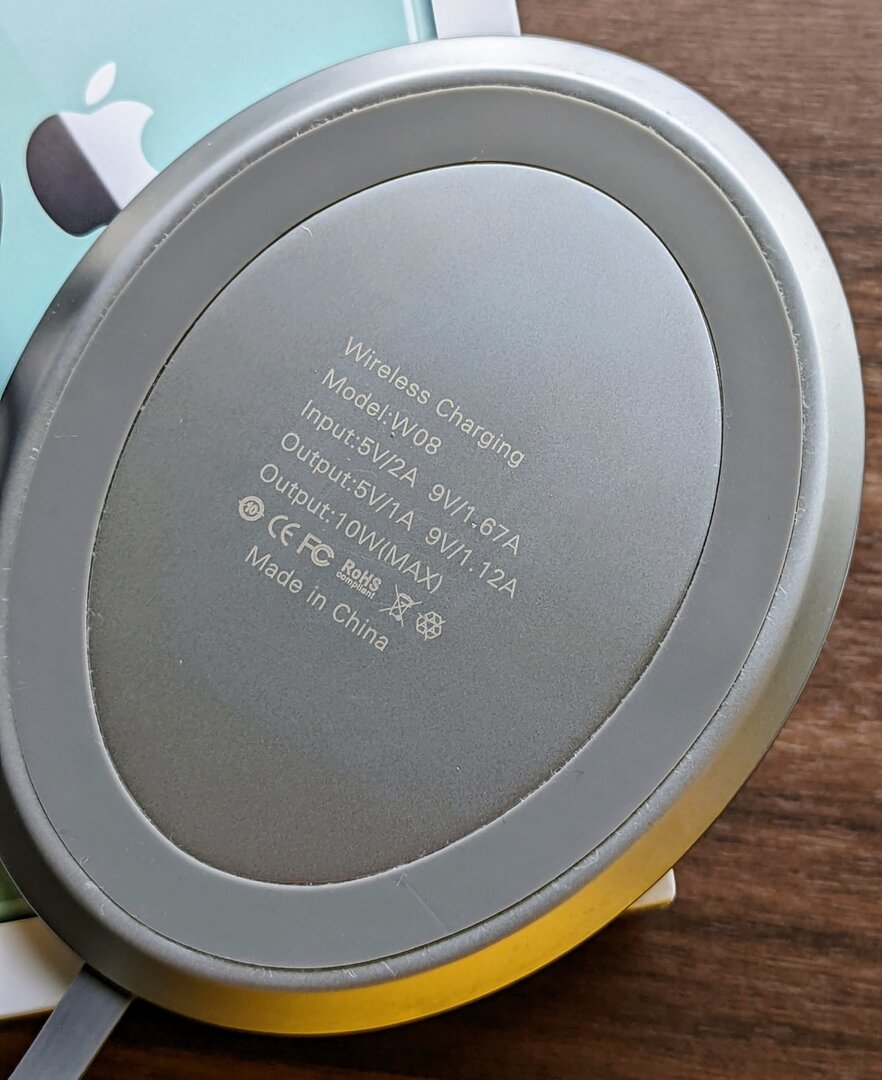 Wireless Charging
Model:W08
Input:5V/2A 9V/1.67A
Output:5V/1A 9V/1.12A
Output:10W(MAX)
10 CE FC RoHS
compliant
Made in China